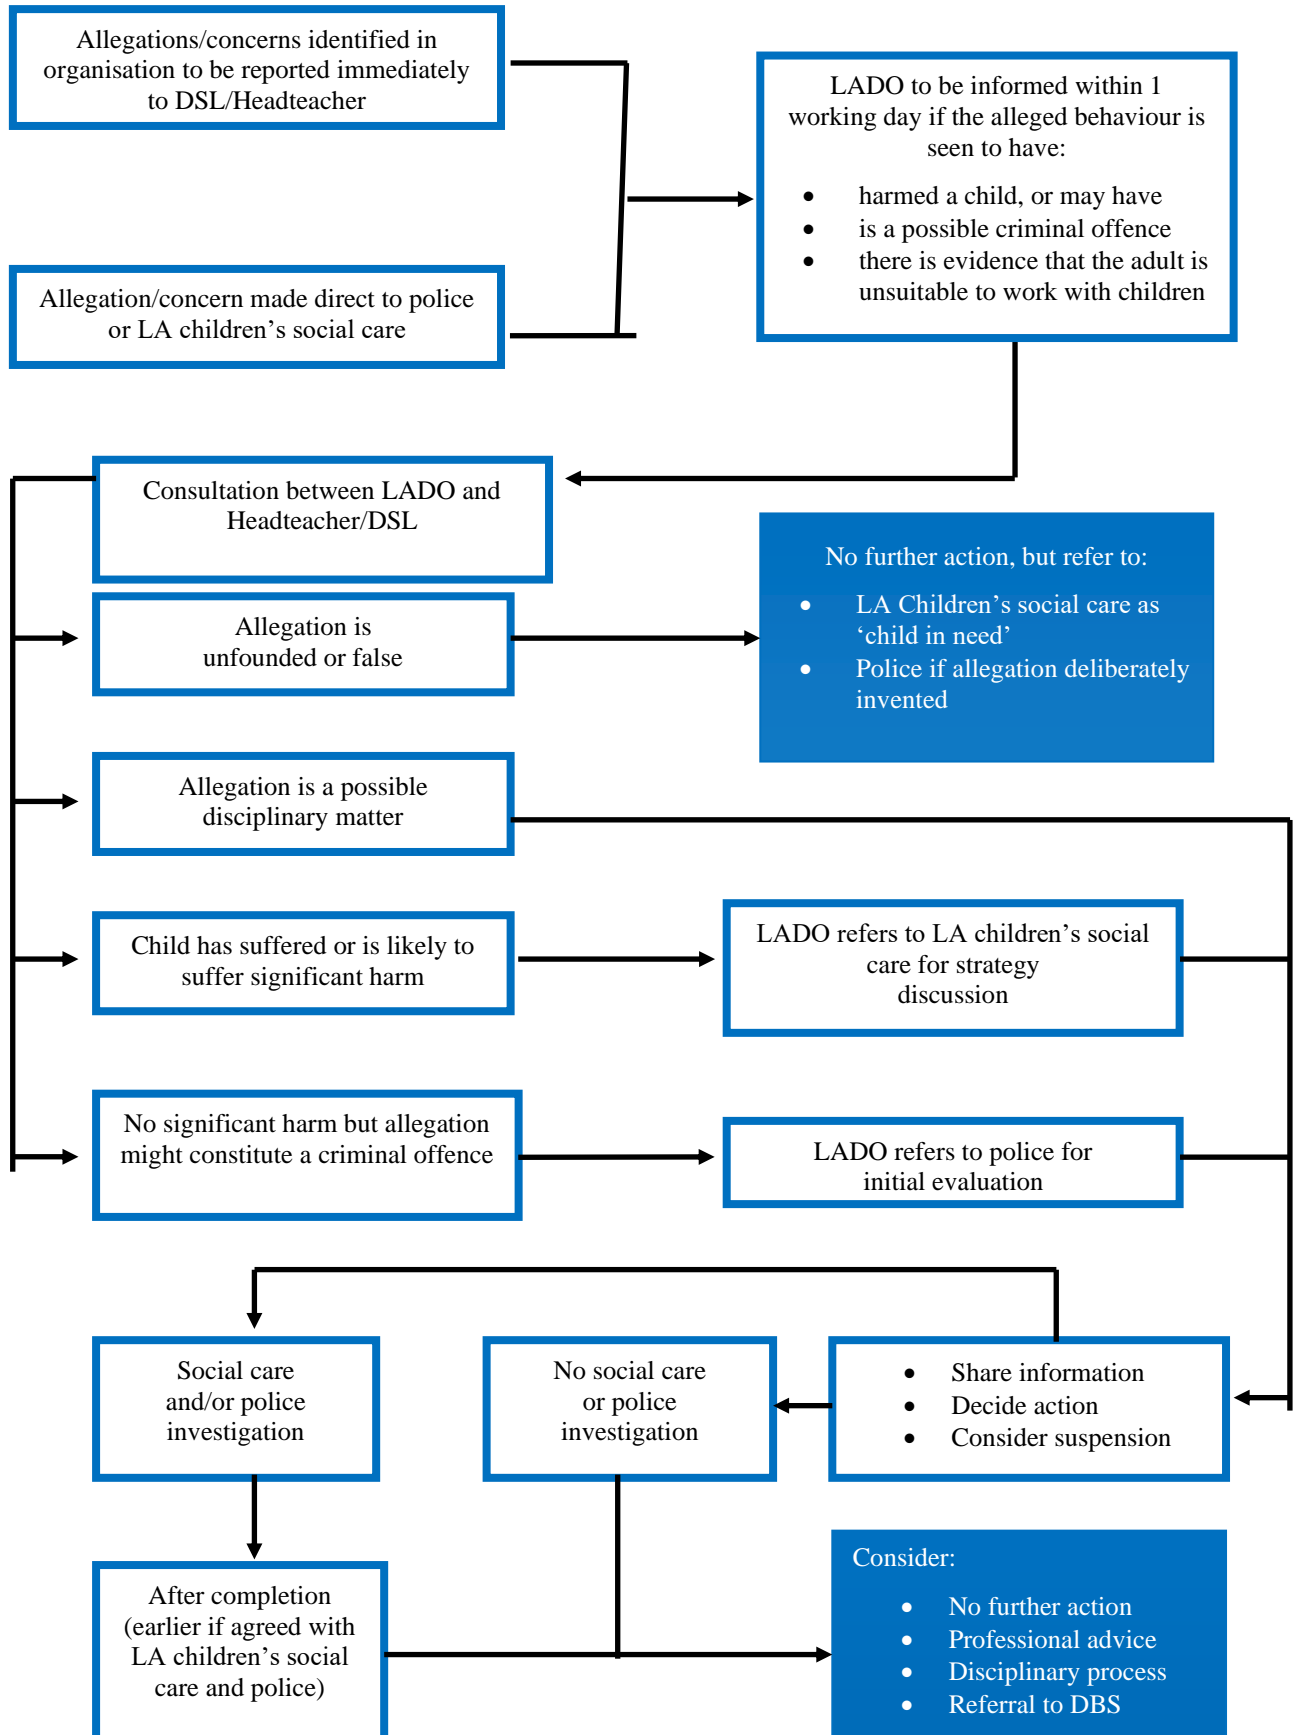 Allegations/concerns identified in
organisation to be reported immediately
to DSL/Headteacher
LADO to be informed within 1
working day if the alleged behaviour is
seen to have:
• harmed a child, or may have
• is a possible criminal offence
• there is evidence that the adult is
unsuitable to work with children
Allegation/concern made direct to police
or LA children’s social care
Consultation between LADO and
Headteacher/DSL
No further action, but refer to:
• LA Children’s social care as
‘child in need’
• Police if allegation deliberately
invented
Allegation is
unfounded or false
Allegation is a possible
disciplinary matter
Child has suffered or is likely to
suffer significant harm
LADO refers to LA children’s social
care for strategy
discussion
No significant harm but allegation
might constitute a criminal offence
LADO refers to police for
initial evaluation
Social care
and/or police
investigation
No social care
or police
investigation
• Share information
• Decide action
• Consider suspension
After completion
(earlier if agreed with
LA children’s social
care and police)
Consider:
• No further action
• Professional advice
• Disciplinary process
• Referral to DBS